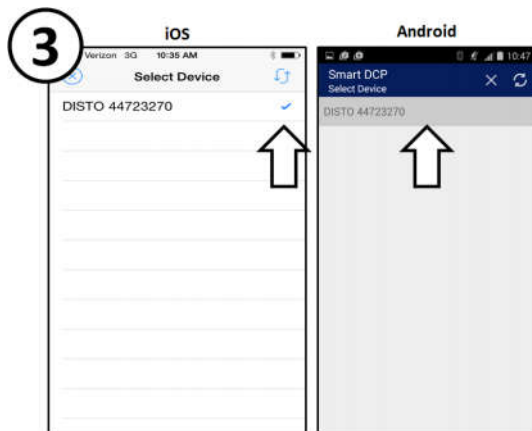 3
iOS
Verizon 3G 10:35 AM
Select Device
DISTO 44723270
Android
10:47
Smart DCP
Select Device
DISTO 44723270